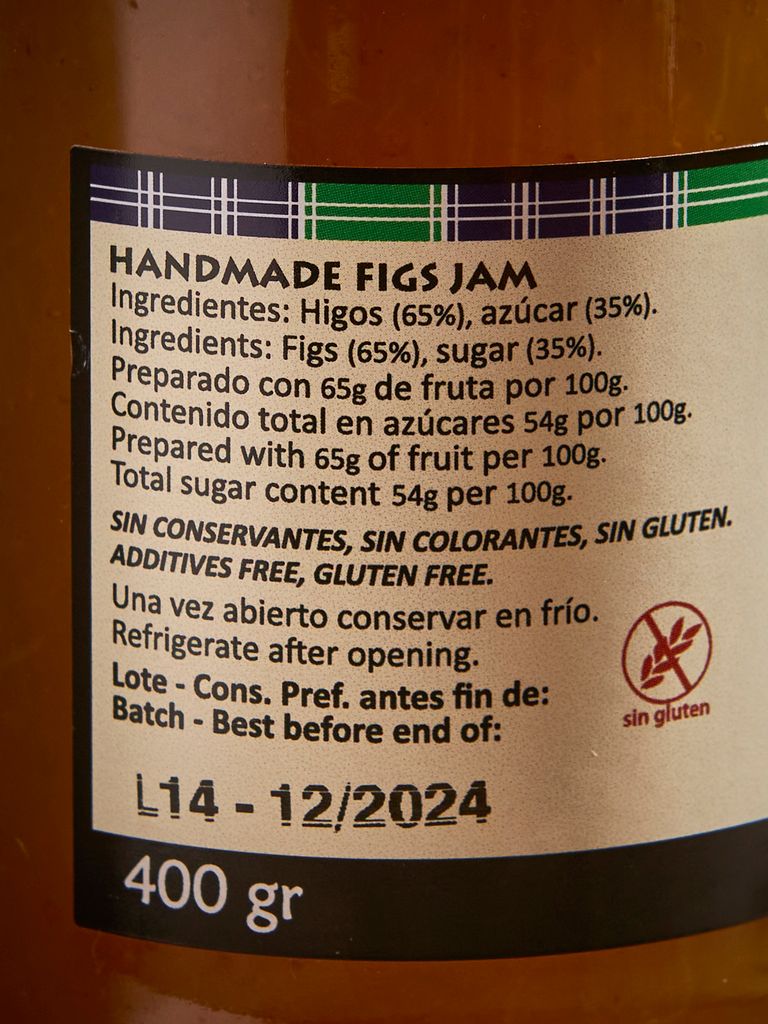 HANDMADE FIGS JAM
Ingredientes: Higos (65%), azúcar (35%).
Ingredients: Figs (65%), sugar (35%).
Preparado con 65g de fruta por 100g.
Contenido total en azúcares 54g por 100g.
Prepared with 65g of fruit per 100g.
Total sugar content 54g per 100g.
SIN CONSERVANTES, SIN COLORANTES, SIN GLUTEN.
ADDITIVES FREE, GLUTEN FREE.
Una vez abierto conservar en frío.
Refrigerate after opening.
Lote - Cons. Pref. antes fin de:
Batch - Best before end of:
sin gluten
L14 - 12/2024
400 gr